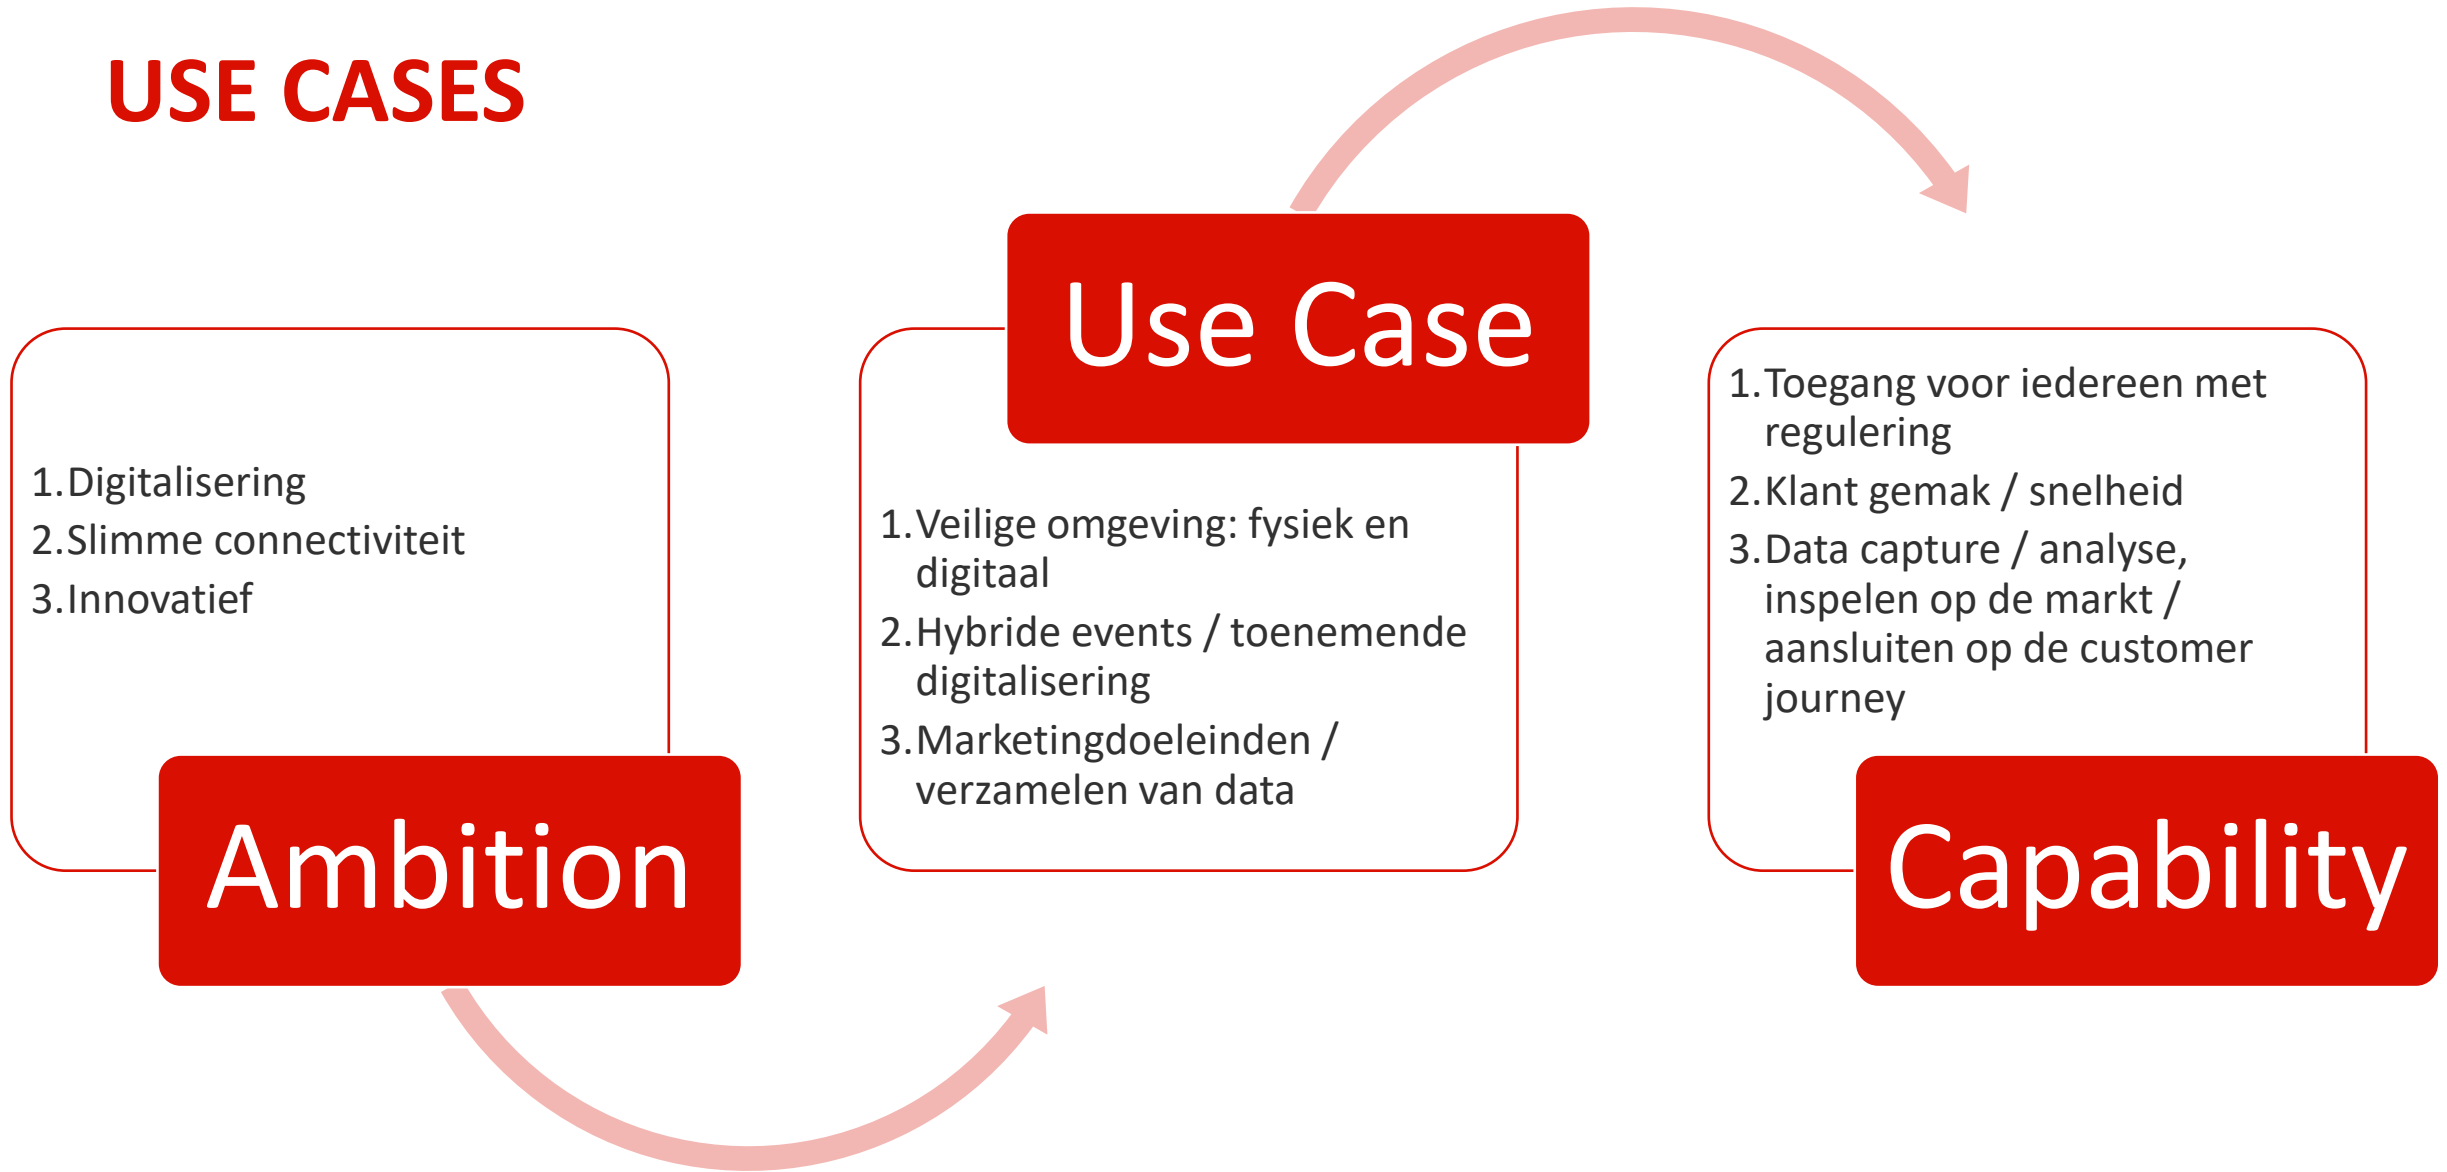 USE CASES
1.Digitalisering
2.Slimme connectiviteit
3.Innovatief
Ambition
Use Case
1.Veilige omgeving: fysiek en
digitaal
2.Hybride events / toenemende
digitalisering
3.Marketingdoeleinden /
verzamelen van data
1.Toegang voor iedereen met
regulering
2.Klant gemak / snelheid
3.Data capture / analyse,
inspelen op de markt /
aansluiten op de customer
journey
Capability